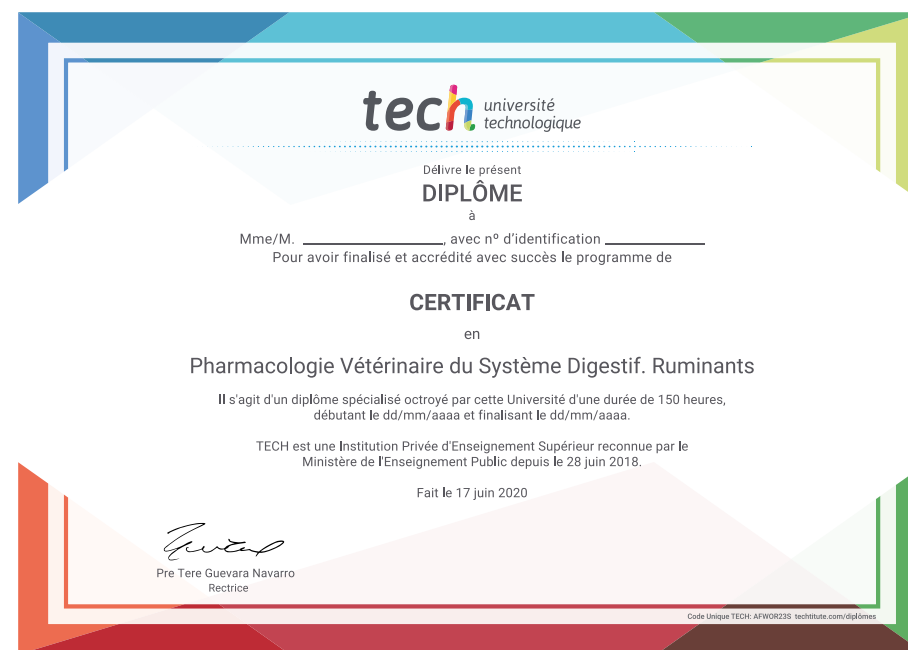 tech université
technologique
Délivre le présent
DIPLÔME
à
Mme/M. ____________________, avec nº d'identification ______________
Pour avoir finalisé et accrédité avec succès le programme de
CERTIFICAT
en
Pharmacologie Vétérinaire du Système Digestif. Ruminants
Il s'agit d'un diplôme spécialisé octroyé par cette Université d'une durée de 150 heures,
débutant le dd/mm/aaaa et finalisant le dd/mm/aaaa.
TECH est une Institution Privée d'Enseignement Supérieur reconnue par le
Ministère de l'Enseignement Public depuis le 28 juin 2018.
Fait le 17 juin 2020
Pre Tere Guevara Navarro
Rectrice
Code Unique TECH: AFWOR23S techtitute.com/diplômes